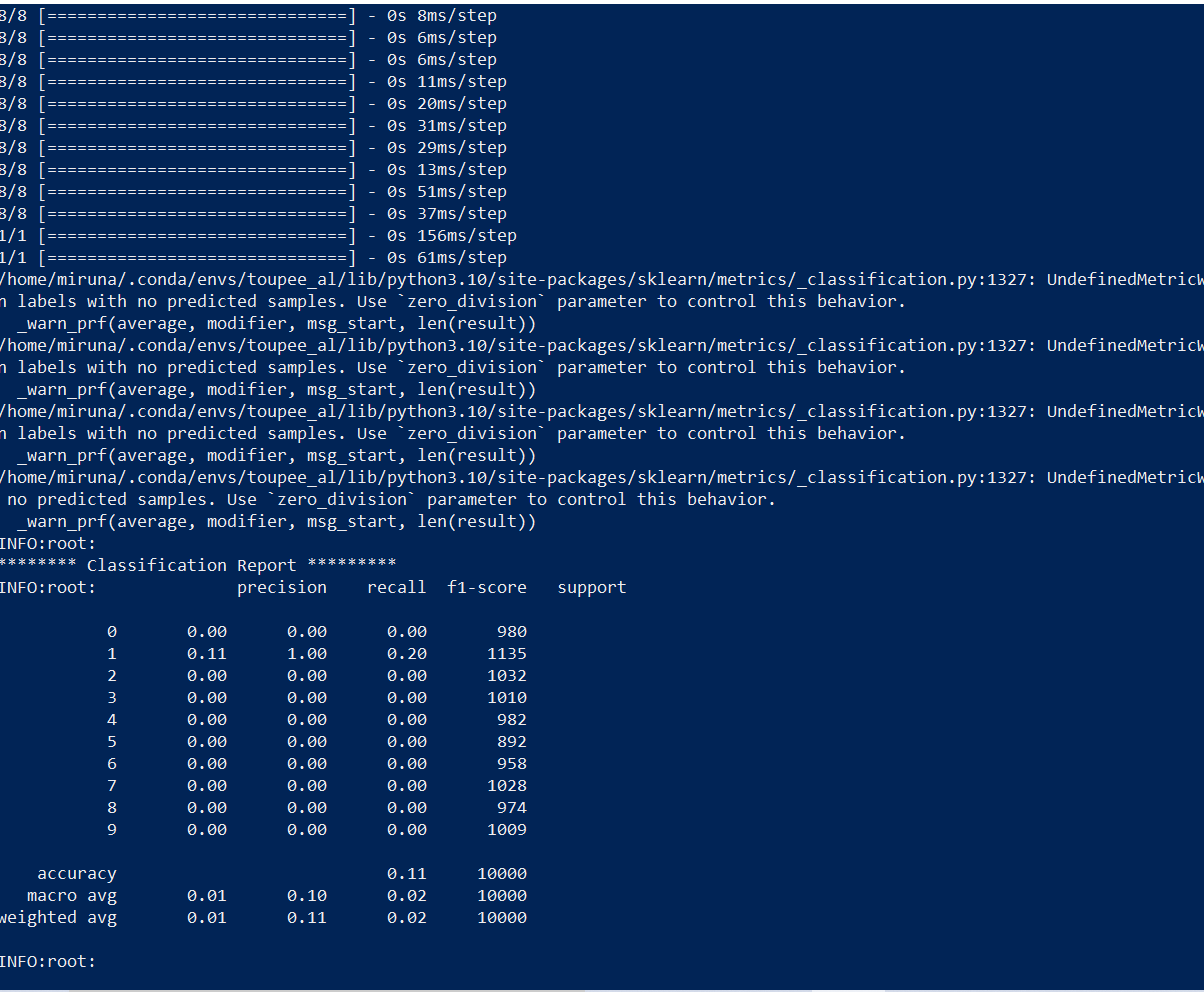 8/8 [==============================] - 0s 8ms/step
8/8 [==============================] - 0s 6ms/step
8/8 [==============================] - 0s 6ms/step
8/8 [==============================] - 0s 11ms/step
8/8 [==============================] - 0s 20ms/step
8/8 [==============================] - 0s 31ms/step
8/8 [==============================] - 0s 29ms/step
8/8 [==============================] - 0s 13ms/step
8/8 [==============================] - 0s 51ms/step
8/8 [==============================] - 0s 37ms/step
1/1 [==============================] - 0s 156ms/step
1/1 [==============================] - 0s 61ms/step
/home/miruna/.conda/envs/toupee_al/lib/python3.10/site-packages/sklearn/metrics/_classification.py:1327: UndefinedMetricW
n labels with no predicted samples. Use `zero_division` parameter to control this behavior.
  _warn_prf(average, modifier, msg_start, len(result))
/home/miruna/.conda/envs/toupee_al/lib/python3.10/site-packages/sklearn/metrics/_classification.py:1327: UndefinedMetricW
n labels with no predicted samples. Use `zero_division` parameter to control this behavior.
  _warn_prf(average, modifier, msg_start, len(result))
/home/miruna/.conda/envs/toupee_al/lib/python3.10/site-packages/sklearn/metrics/_classification.py:1327: UndefinedMetricW
n labels with no predicted samples. Use `zero_division` parameter to control this behavior.
  _warn_prf(average, modifier, msg_start, len(result))
/home/miruna/.conda/envs/toupee_al/lib/python3.10/site-packages/sklearn/metrics/_classification.py:1327: UndefinedMetricW
 no predicted samples. Use `zero_division` parameter to control this behavior.
  _warn_prf(average, modifier, msg_start, len(result))
INFO:root:
******** Classification Report *********
INFO:root:              precision    recall  f1-score   support
           0       0.00      0.00      0.00       980
           1       0.11      1.00      0.20      1135
           2       0.00      0.00      0.00      1032
           3       0.00      0.00      0.00      1010
           4       0.00      0.00      0.00       982
           5       0.00      0.00      0.00       892
           6       0.00      0.00      0.00       958
           7       0.00      0.00      0.00      1028
           8       0.00      0.00      0.00       974
           9       0.00      0.00      0.00      1009
    accuracy                           0.11     10000
   macro avg       0.01      0.10      0.02     10000
weighted avg       0.01      0.11      0.02     10000
INFO:root: